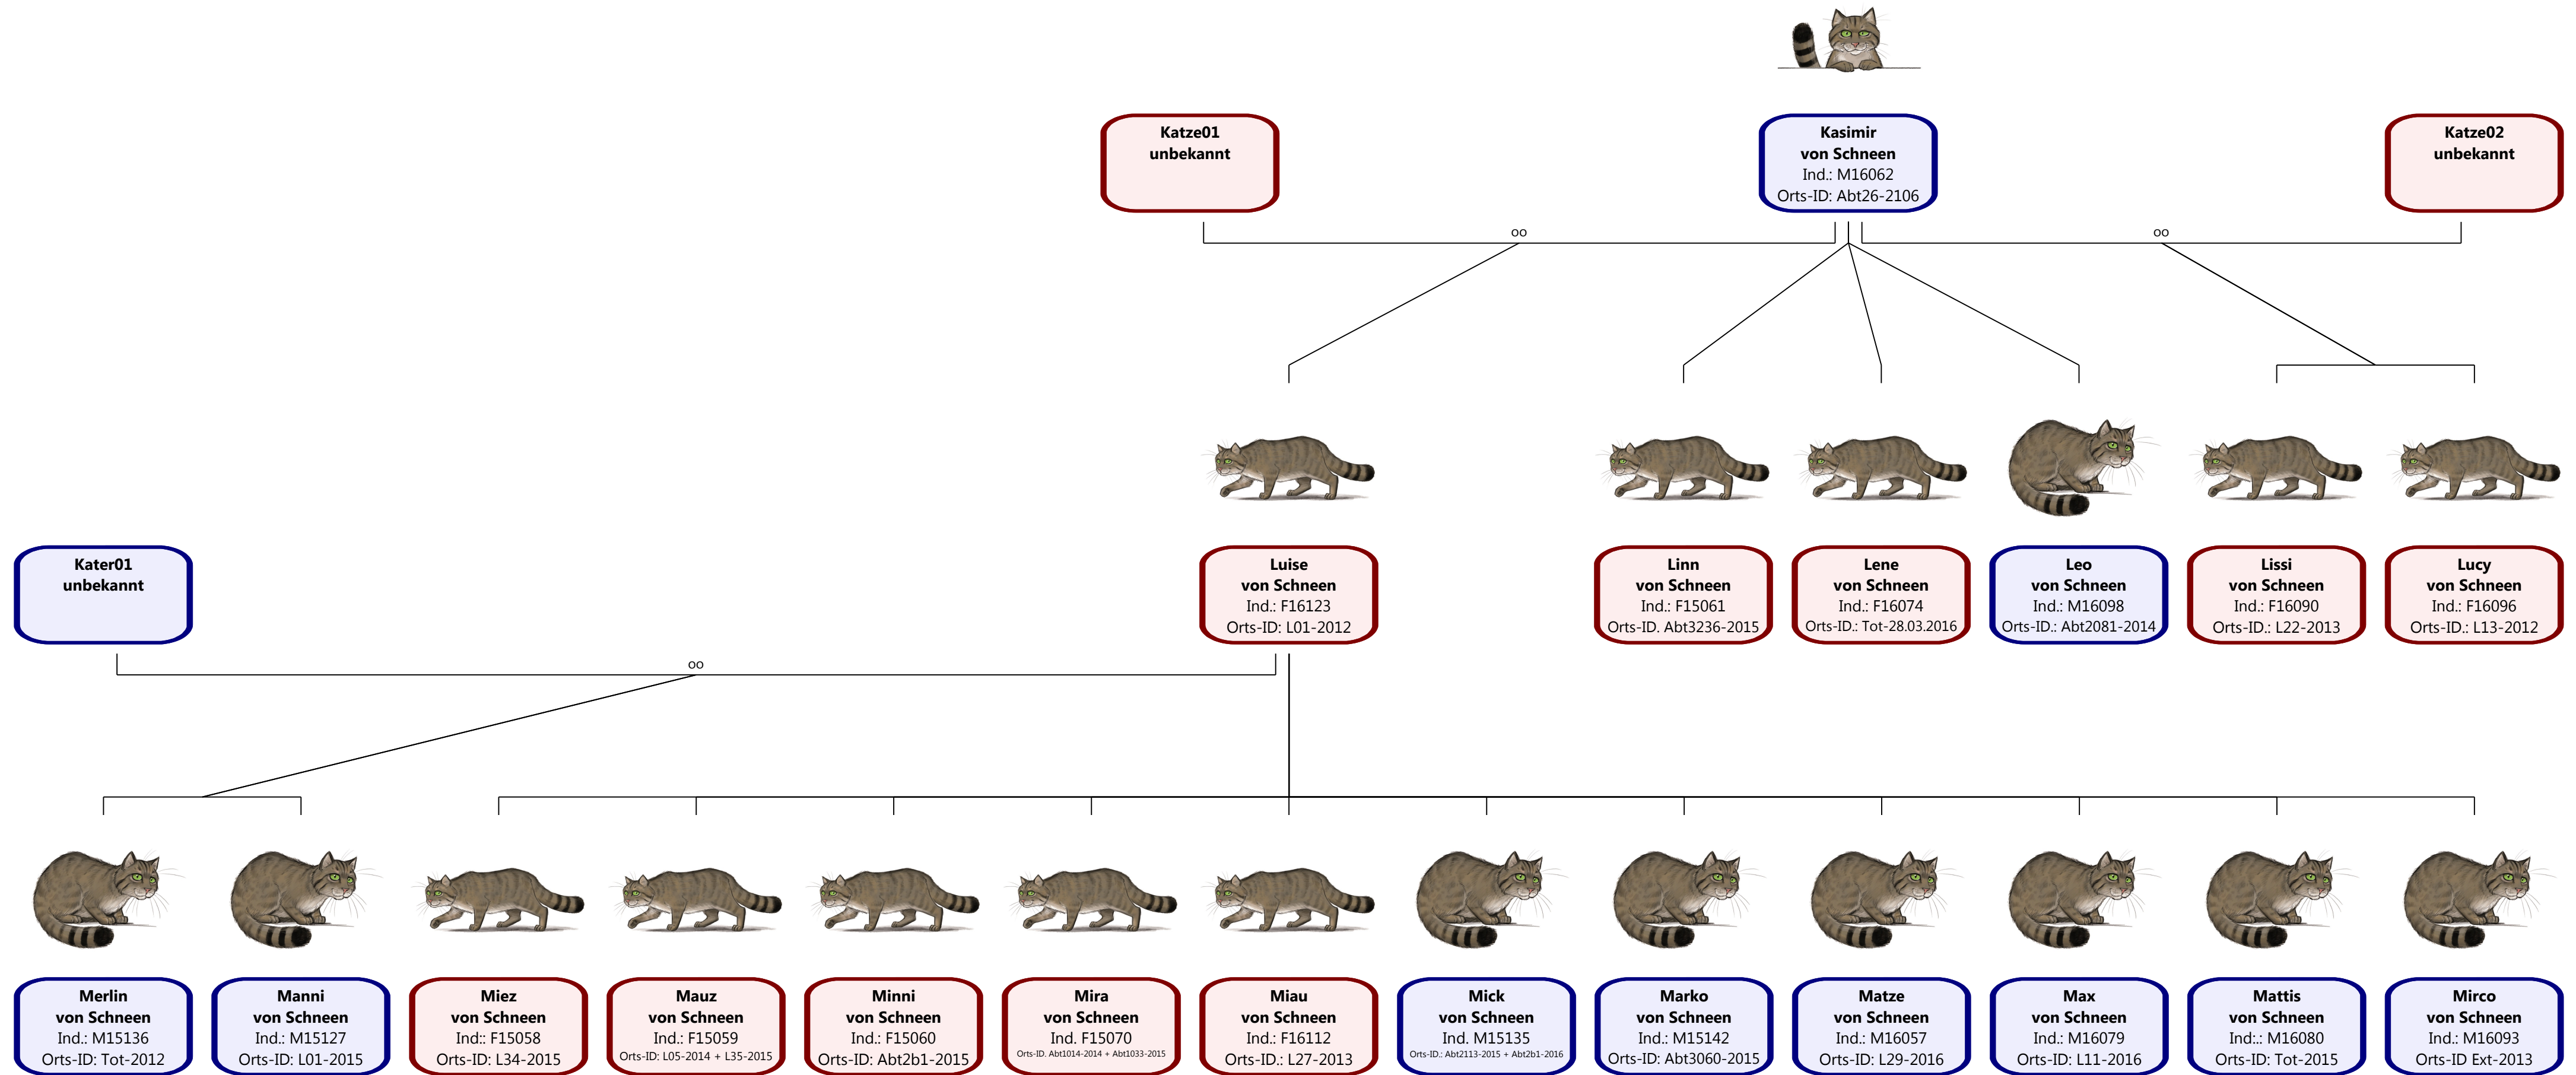 Katze01
unbekannt
Kasimir
von Schneen
Ind.: M16062
Orts-ID: Abt26-2106
Katze02
unbekannt
oo
oo
Kater01
unbekannt
Luise
von Schneen
Ind.: F16123
Orts-ID: L01-2012
Linn
von Schneen
Ind.: F15061
Orts-ID. Abt3236-2015
Lene
von Schneen
Ind.: F16074
Orts-ID.: Tot-28.03.2016
Leo
von Schneen
Ind.: M16098
Orts-ID.: Abt2081-2014
Lissi
von Schneen
Ind.: F16090
Orts-ID.: L22-2013
Lucy
von Schneen
Ind.: F16096
Orts-ID.: L13-2012
oo
Merlin
von Schneen
Ind.: M15136
Orts-ID: Tot-2012
Manni
von Schneen
Ind.: M15127
Orts-ID: L01-2015
Miez
von Schneen
Ind: F15058
Orts-ID: L34-2015
Mauz
von Schneen
Ind.: F15059
Orts-ID: L05-2014 + L35-2015
Minni
von Schneen
Ind.: F15060
Orts-ID: Abt2b1-2015
Mira
von Schneen
Ind. F15070
Orts-ID. Abt1014-2014 + Abt1033-2015
Miau
von Schneen
Ind.: F16112
Orts-ID.: L27-2013
Mick
von Schneen
Ind. M15135
Orts-ID.: Abt2113-2015 + Abt2b1-2016
Marko
von Schneen
Ind.: M15142
Orts-ID: Abt3060-2015
Matze
von Schneen
Ind.: M16057
Orts-ID: L29-2016
Max
von Schneen
Ind.: M16079
Orts-ID: L11-2016
Mattis
von Schneen
Ind.:: M16080
Orts-ID: Tot-2015
Mirco
von Schneen
Ind.: M16093
Orts-ID Ext-2013